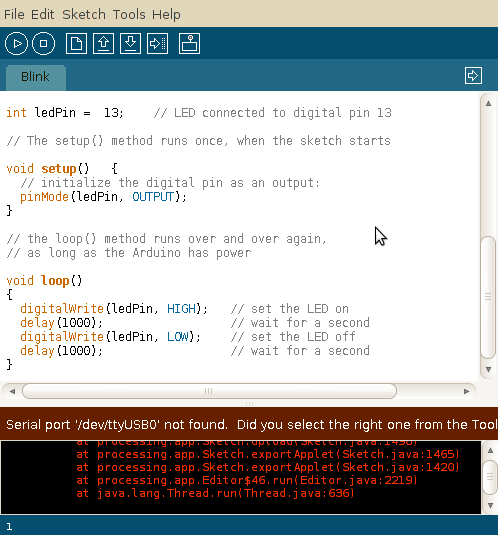 File Edit Sketch Tools Help
Blink
int ledPin =  13;    // LED connected to digital pin 13
// The setup() method runs once, when the sketch starts
void setup()   {
  // initialize the digital pin as an output:
  pinMode(ledPin, OUTPUT);
}
// the loop() method runs over and over again,
// as long as the Arduino has power
void loop()
{
  digitalWrite(ledPin, HIGH);   // set the LED on
  delay(1000);                  // wait for a second
  digitalWrite(ledPin, LOW);    // set the LED off
  delay(1000);                  // wait for a second
}
Serial port '/dev/ttyUSB0' not found.  Did you select the right one from the Tool
at processing.app.Sketch.upload(Sketch.java:1496)
at processing.app.Sketch.exportApplet(Sketch.java:1465)
at processing.app.Sketch.exportApplet(Sketch.java:1420)
at processing.app.Editor$46.run(Editor.java:2219)
at java.lang.Thread.run(Thread.java:636)
1